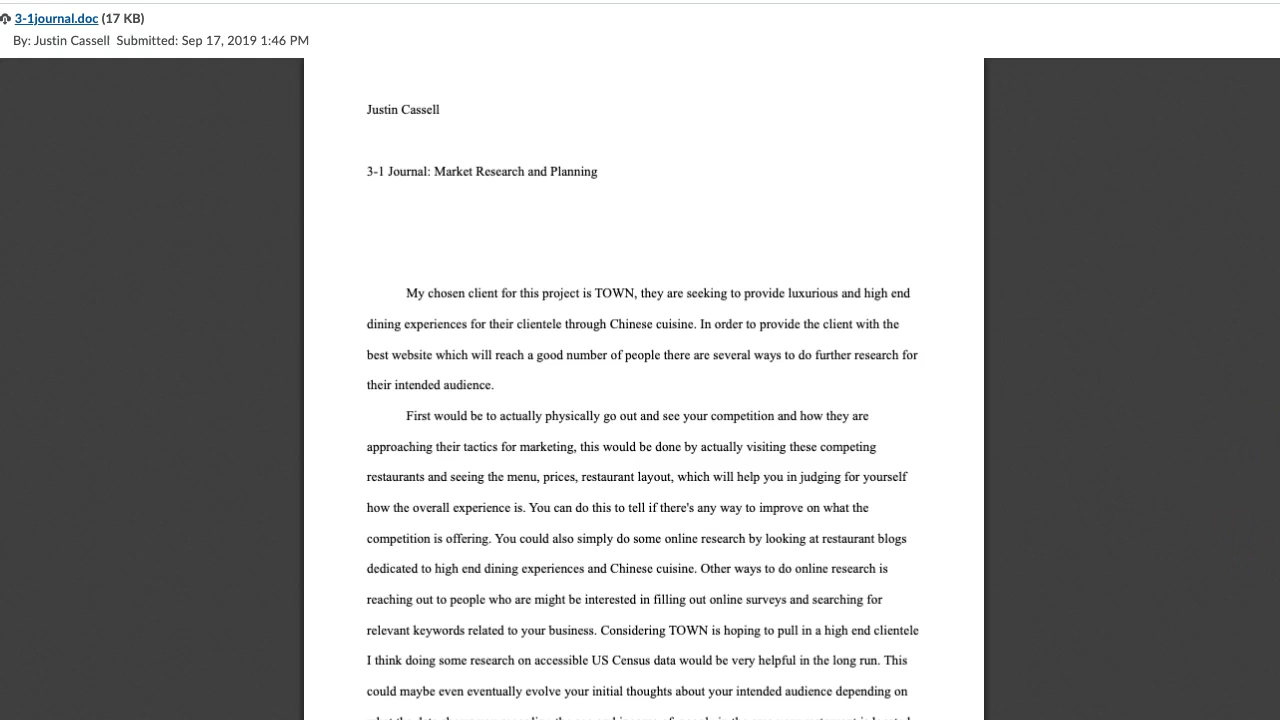 3-1journal.doc (17 KB)
By: Justin Cassell Submitted: Sep 17, 2019 1:46 PM
Justin Cassell
3-1 Journal: Market Research and Planning
My chosen client for this project is TOWN, they are seeking to provide luxurious and high end
dining experiences for their clientele through Chinese cuisine. In order to provide the client with the
best website which will reach a good number of people there are several ways to do further research for
their intended audience.
First would be to actually physically go out and see your competition and how they are
approaching their tactics for marketing, this would be done by actually visiting these competing
restaurants and seeing the menu, prices, restaurant layout, which will help you in judging for yourself
how the overall experience is. You can do this to tell if there's any way to improve on what the
competition is offering. You could also simply do some online research by looking at restaurant blogs
dedicated to high end dining experiences and Chinese cuisine. Other ways to do online research is
reaching out to people who are might be interested in filling out online surveys and searching for
relevant keywords related to your business. Considering TOWN is hoping to pull in a high end clientele
I think doing some research on accessible US Census data would be very helpful in the long run. This
could maybe even eventually evolve your initial thoughts about your intended audience depending on